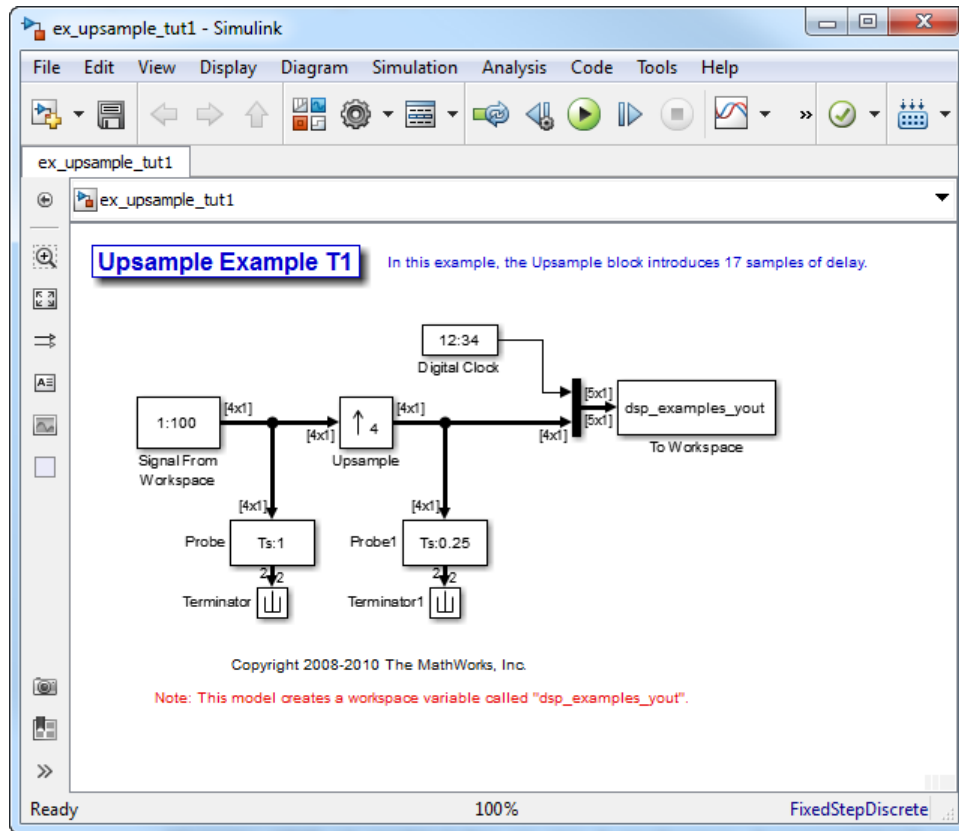 ex_upsample_tut1 - Simulink
File Edit View Display Diagram Simulation Analysis Code Tools Help
»
ex_upsample_tut1
ex_upsample_tut1
Upsample Example T1
In this example, the Upsample block introduces 17 samples of delay.
12:34
Digital Clock
1:100
Signal From
Workspace
[4x1]
[4x1]
4
Upsample
[4x1]
[4x1]
[5x1]
[5x1]
dsp_examples_yout
To Workspace
[4x1]
[4x1]
Probe
Ts:1
Probe1
Ts:0.25
2
2
2
2
Terminator
Terminator1
Copyright 2008-2010 The MathWorks, Inc.
Note: This model creates a workspace variable called "dsp_examples_yout".
A
»
Ready
100%
FixedStepDiscrete